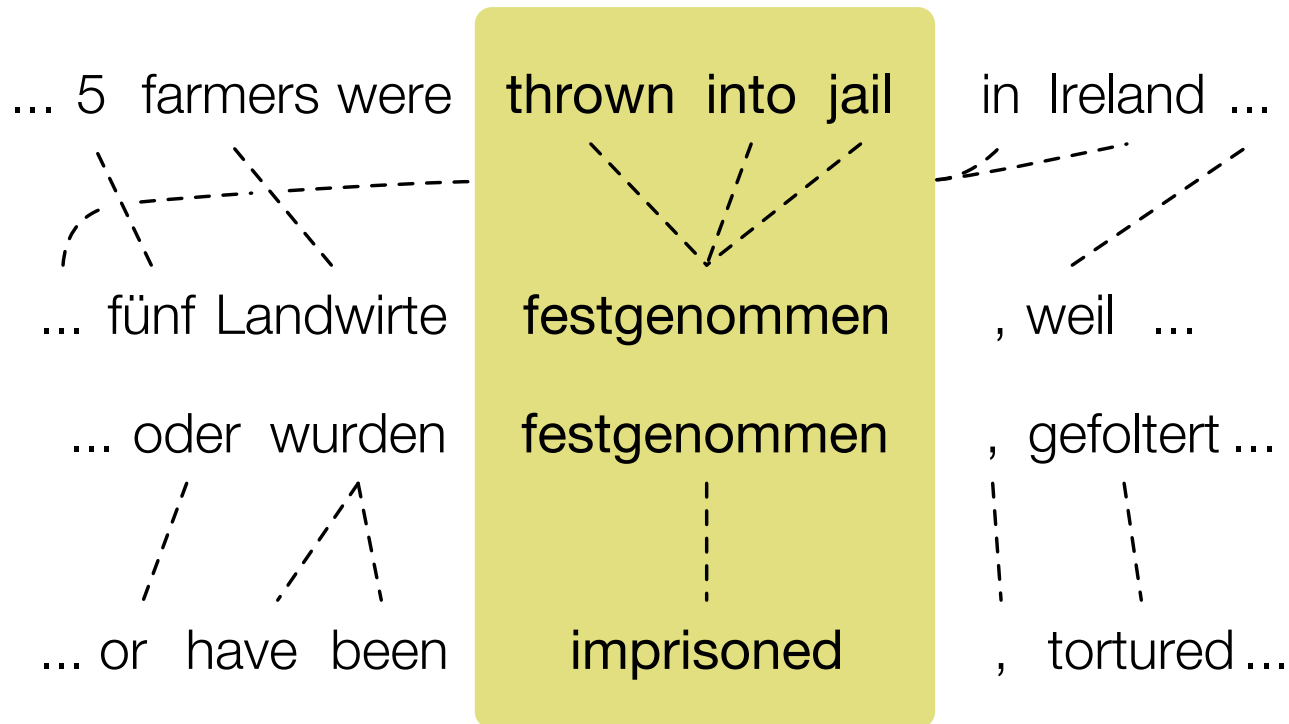 ... 5 farmers were thrown into jail in Ireland ...
... fünf Landwirte festgenommen , weil ...
... oder wurden festgenommen , gefoltert ...
... or have been imprisoned , tortured ...